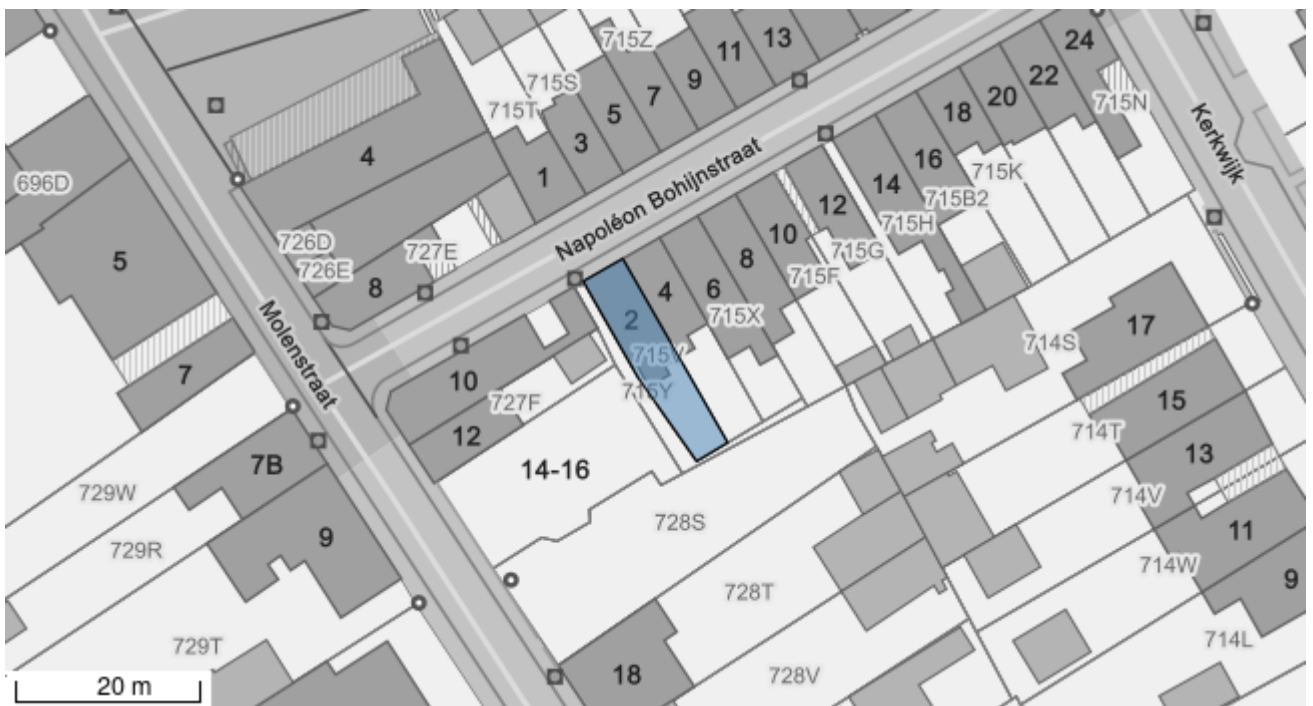 715Z
11
13
24
9
7
22
715S
715N
5
20
715T
18
3
Kerkwijk
4
16
1
715K
696D
14
715B2
Napoléon Bohijnstraat
12
715H
10
726D
727E
715G
5
726E
8
8
715F
4
6
2
715X
17
Molenstraat
714S
715V
7
10
715Y
727F
15
12
714T
7B
14-16
13
729W
714V
728S
11
9
729R
714W
9
728T
729T
714L
18
728V
20 m